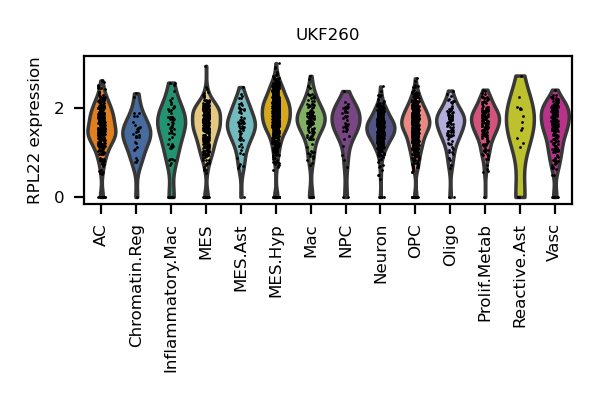 UKF260
RPL22 expression
2
0
AC
Chromatin.Reg
Inflammatory.Mac
MES
MES.Ast
MES.Hyp
Mac
NPC
Neuron
OPC
Oligo
Prolif.Metab
Reactive.Ast
Vasc